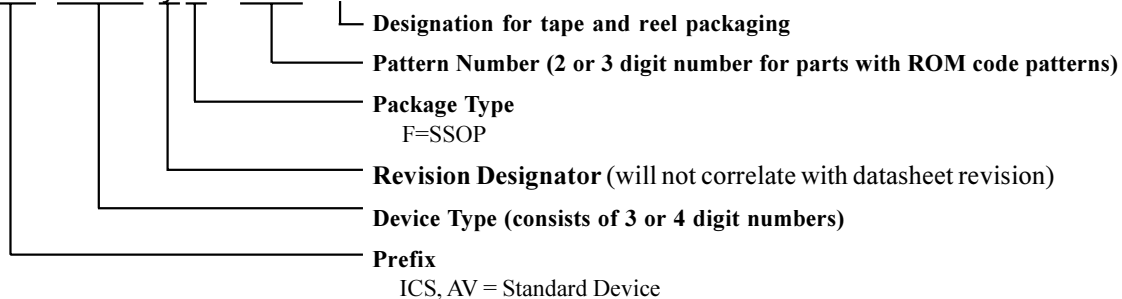 Designation for tape and reel packaging
Pattern Number (2 or 3 digit number for parts with ROM code patterns)
Package Type
F=SSOP
Revision Designator (will not correlate with datasheet revision)
Device Type (consists of 3 or 4 digit numbers)
Prefix
ICS, AV = Standard Device